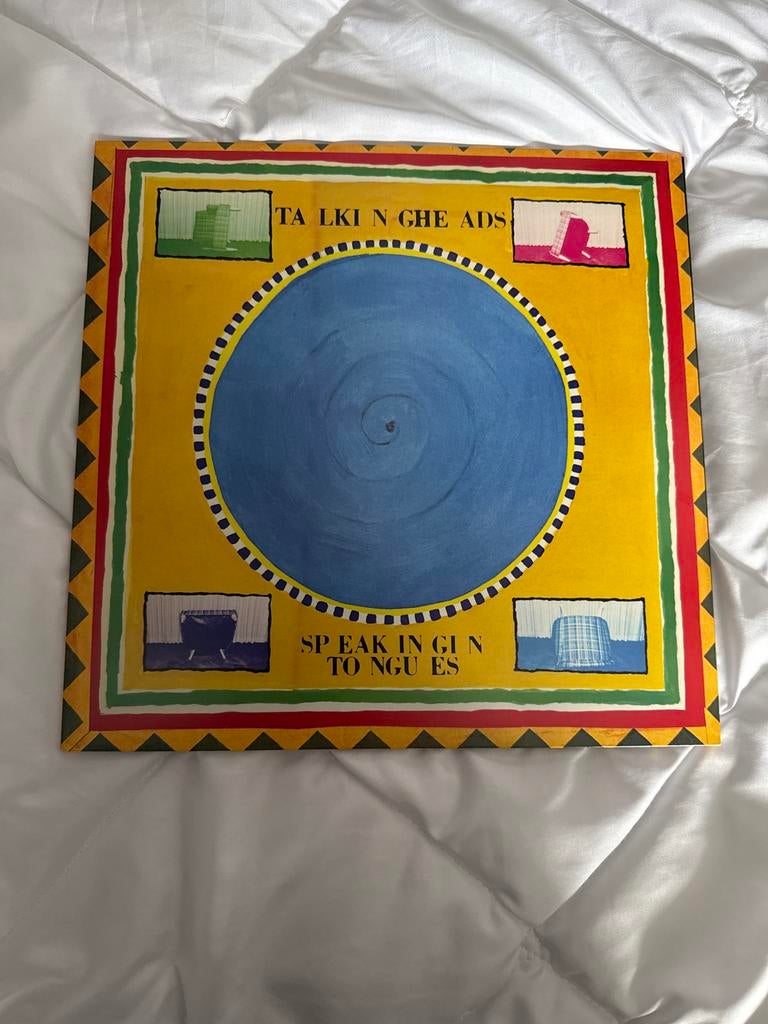 TA LKI N GHE ADS
SP EAK IN GI N
TO NGU ES